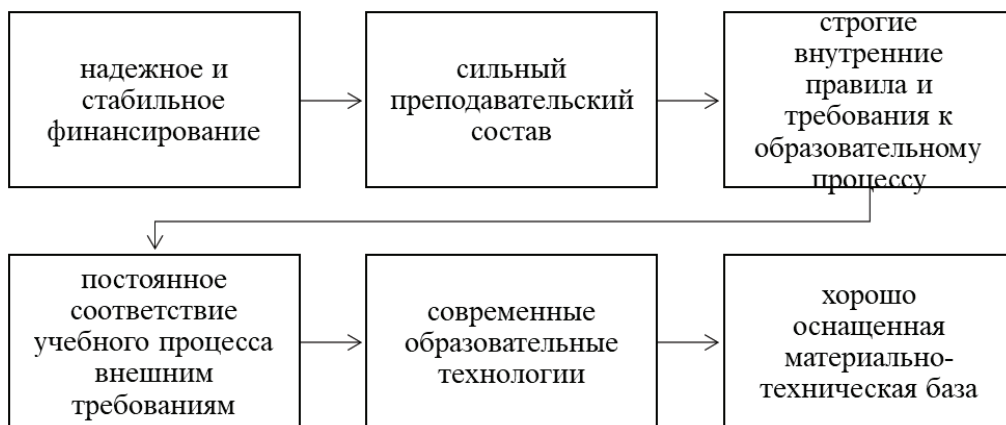 надежное и
стабильное
финансирование
сильный
преподавательский
состав
строгие
внутренние
правила и
требования к
образовательному
процессу
постоянное
соответствие
учебного процесса
внешним
требованиям
современные
образовательные
технологии
хорошо
оснащенная
материально-
техническая база